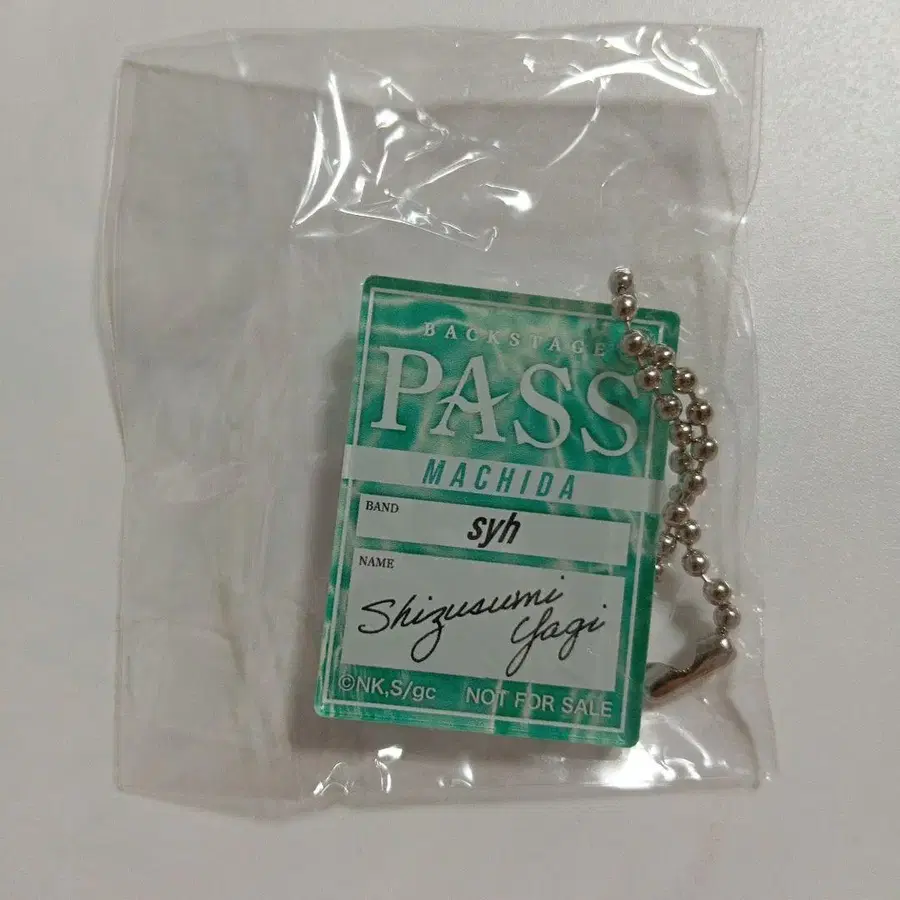 BACKSTAGE
PASS
MACHIDA
BAND
syh
NAME
Shizusumi
Yagi
©NK,S/gc NOT FOR SALE